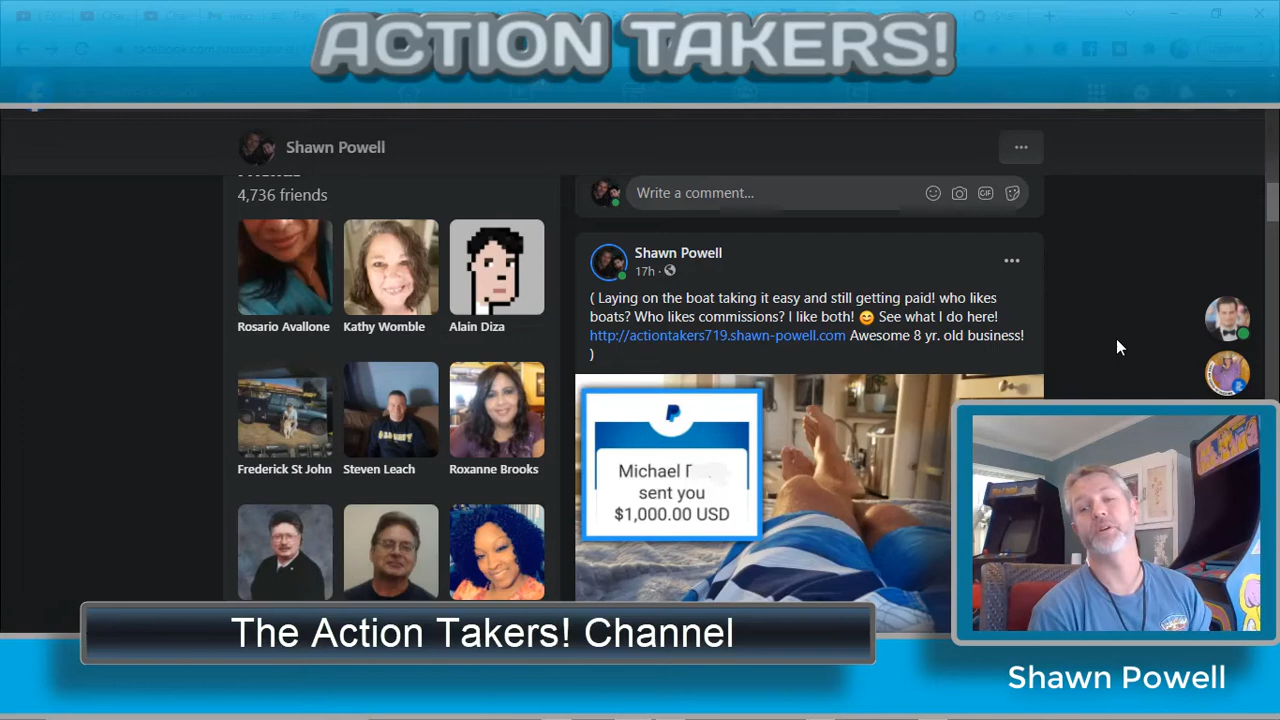 ACTION TAKERS!
Shawn Powell
4,736 friends
Write a comment...
GIF
Rosario Avallone
Kathy Womble
Alain Diza
Shawn Powell
17h
( Laying on the boat taking it easy and still getting paid! who likes
boats? Who likes commissions? I like both! 😊 See what I do here!
http://actiontakers719.shawn-powell.com Awesome 8 yr. old business!
)
Frederick St John
Steven Leach
Roxanne Brooks
Michael
sent you
$1,000.00 USD
The Action Takers! Channel
Shawn Powell